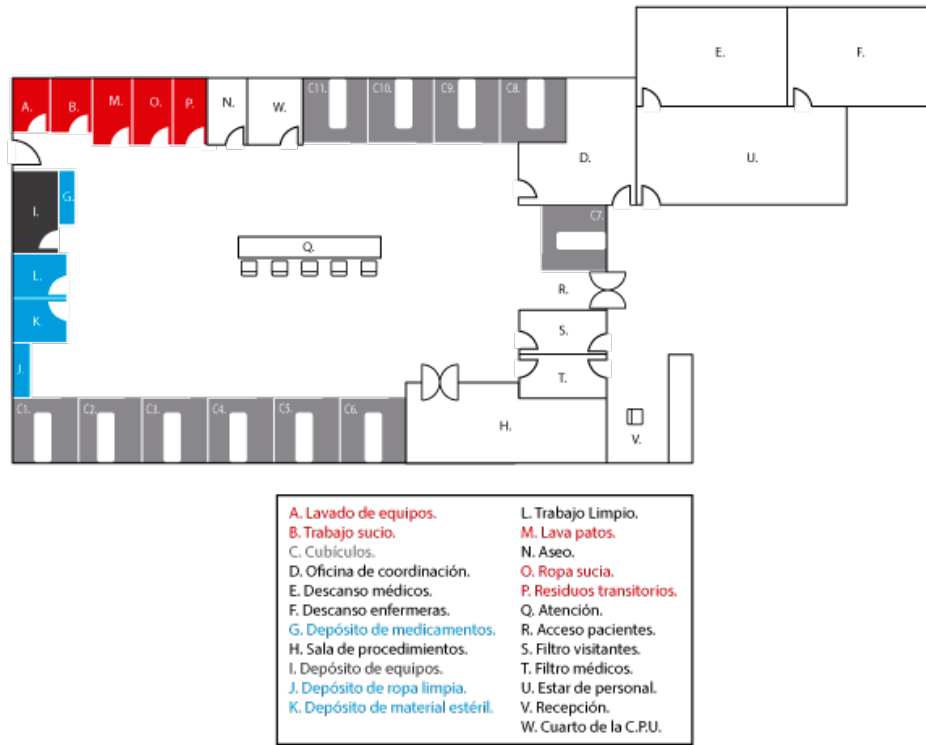 E.
F.
A.
B.
M.
O.
P.
N.
W.
C11.
C10.
C9.
C8.
D.
U.
I.
G.
C7.
Q.
L.
R.
K.
S.
J.
T.
C1.
C2.
C3.
C4.
C5.
C6.
H.
V.
A. Lavado de equipos.
B. Trabajo sucio.
C. Cubículos.
D. Oficina de coordinación.
E. Descanso médicos.
F. Descanso enfermeras.
G. Depósito de medicamentos.
H. Sala de procedimientos.
I. Depósito de equipos.
J. Depósito de ropa limpia.
K. Depósito de material estéril.
L. Trabajo Limpio.
M. Lava patos.
N. Aseo.
O. Ropa sucia.
P. Residuos transitorios.
Q. Atención.
R. Acceso pacientes.
S. Filtro visitantes.
T. Filtro médicos.
U. Estar de personal.
V. Recepción.
W. Cuarto de la C.P.U.